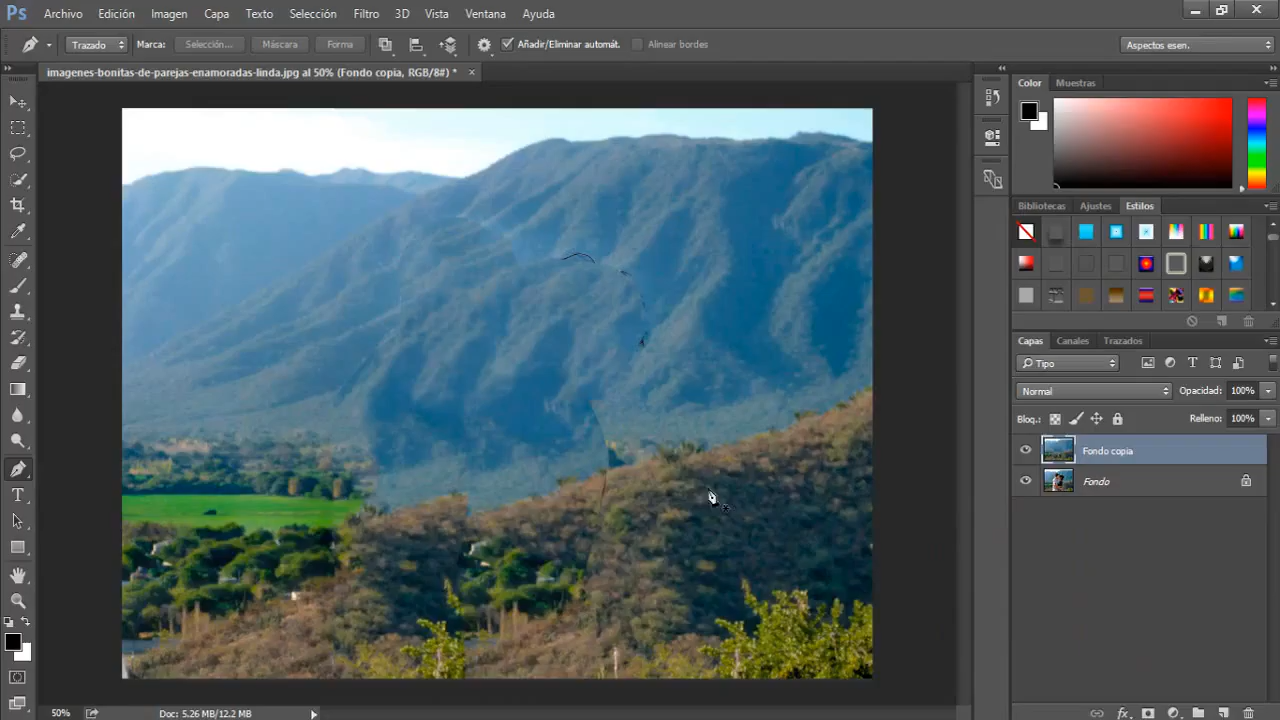 Ps Archivo Edición Imagen Capa Texto Selección Filtro 3D Vista Ventana Ayuda
Trazado Marca: Selección... Máscara Forma Añadir/Eliminar automát. Alinear bordes Aspectos esen.
imagenes-bonitas-de-parejas-enamoradas-linda.jpg al 50% (Fondo copia, RGB/8#) *
Color Muestras
Bibliotecas Ajustes Estilos
Capas Canales Trazados
Tipo
Normal Opacidad: 100%
Bloq.: Relleno: 100%
Fondo copia
Fondo
50% Doc: 5.26 MB/12.2 MB